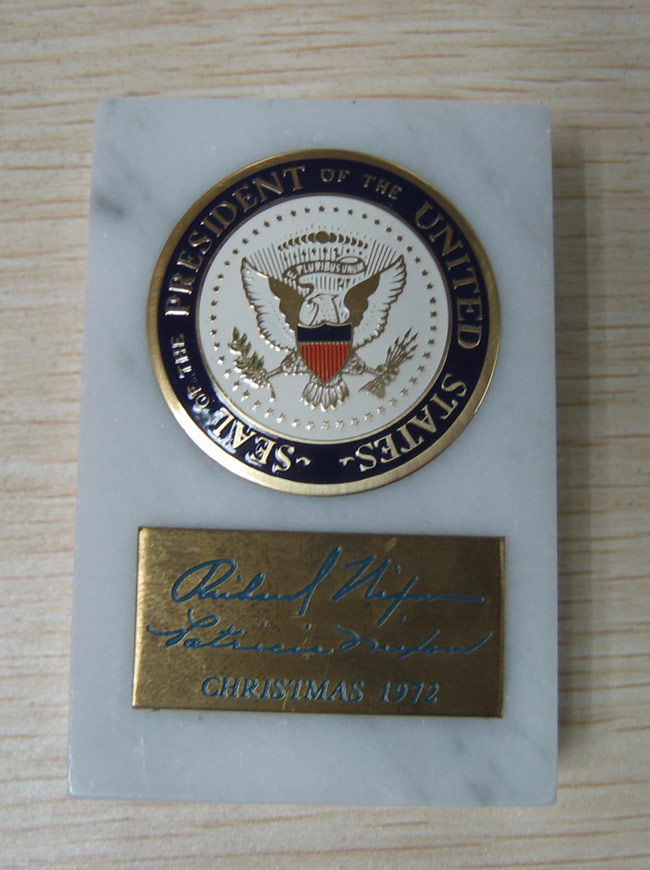 SEAL OF THE PRESIDENT OF THE UNITED STATES
E PLURIBUS UNUM
Richard Nixon
Patricia Nixon
CHRISTMAS 1972